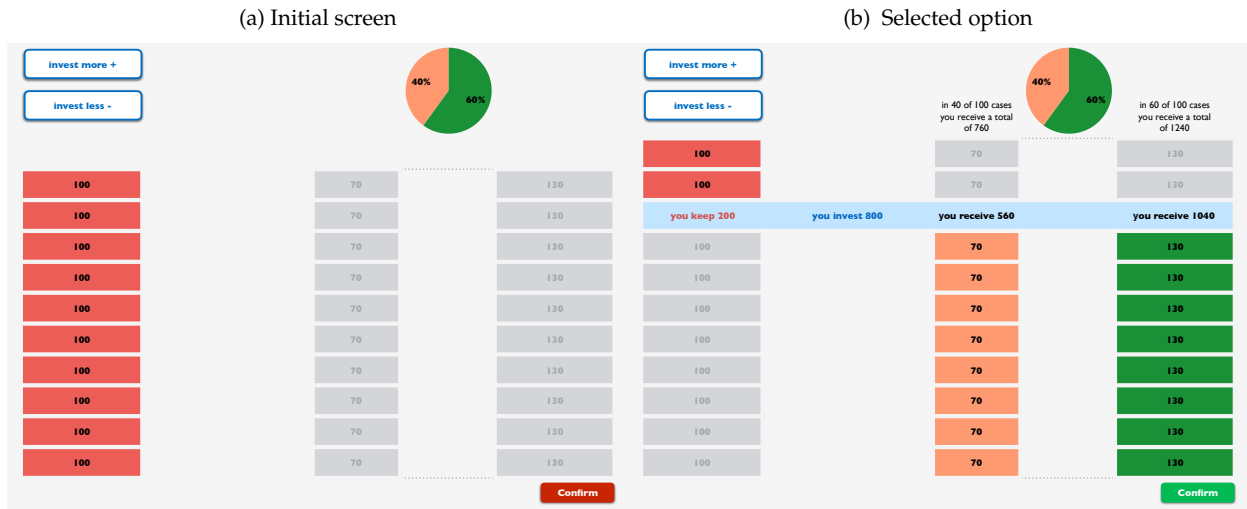 (a) Initial screen
invest more +
invest less -
40%
60%
100 70 130
100 70 130
100 70 130
100 70 130
100 70 130
100 70 130
100 70 130
100 70 130
100 70 130
100 70 130
Confirm
(b) Selected option
invest more +
invest less -
40%
60%
in 40 of 100 cases
you receive a total
of 760
in 60 of 100 cases
you receive a total
of 1240
100 70 130
100 70 130
you keep 200 you invest 800 you receive 560 you receive 1040
100 70 130
100 70 130
100 70 130
100 70 130
100 70 130
100 70 130
100 70 130
100 70 130
Confirm